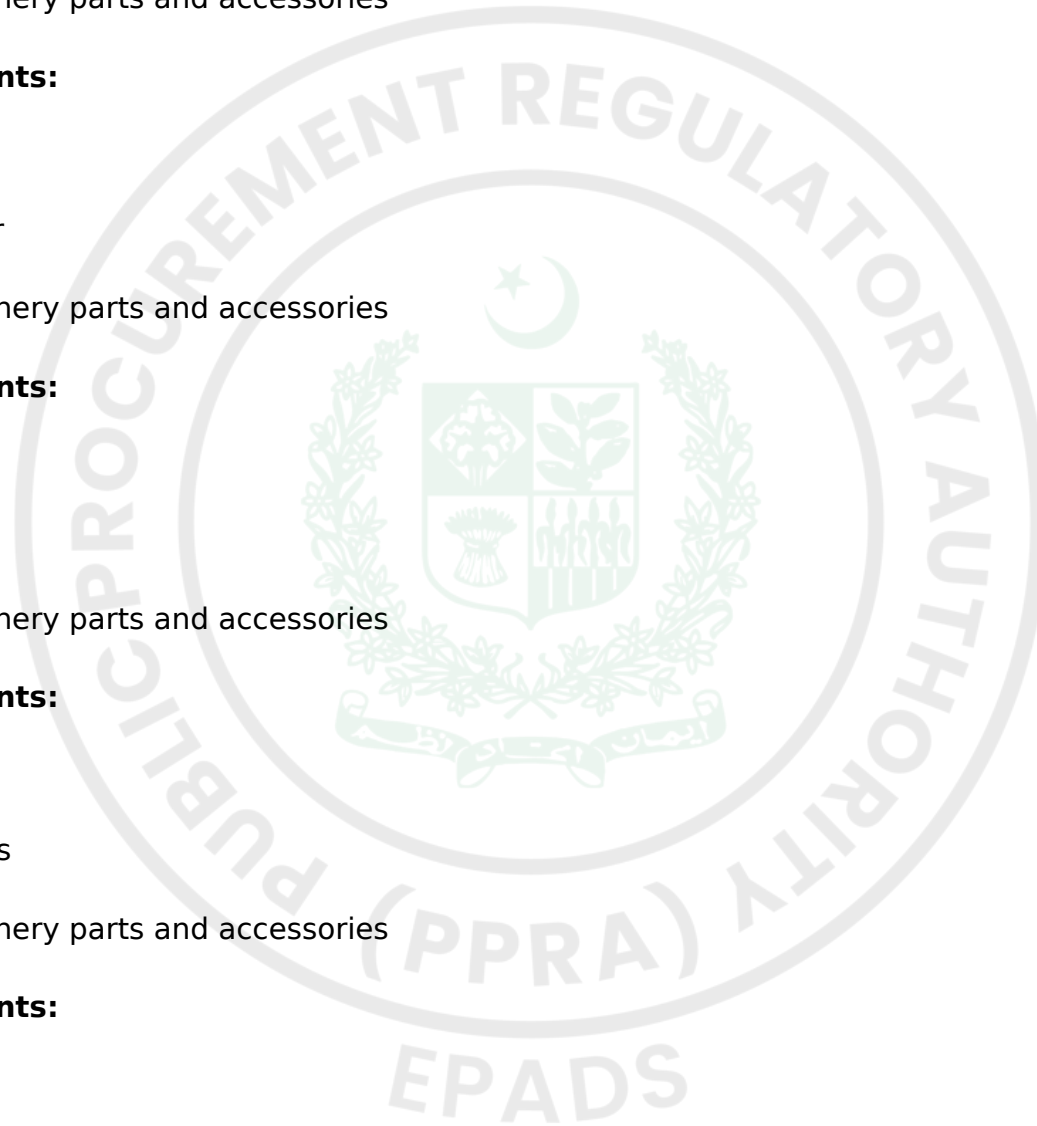 nery parts and accessories
nts:
r
nery parts and accessories
nts:
nery parts and accessories
nts:
s
nery parts and accessories
nts:
PUBLIC PROCUREMENT REGULATORY AUTHORITY
(PPRA)
EPADS